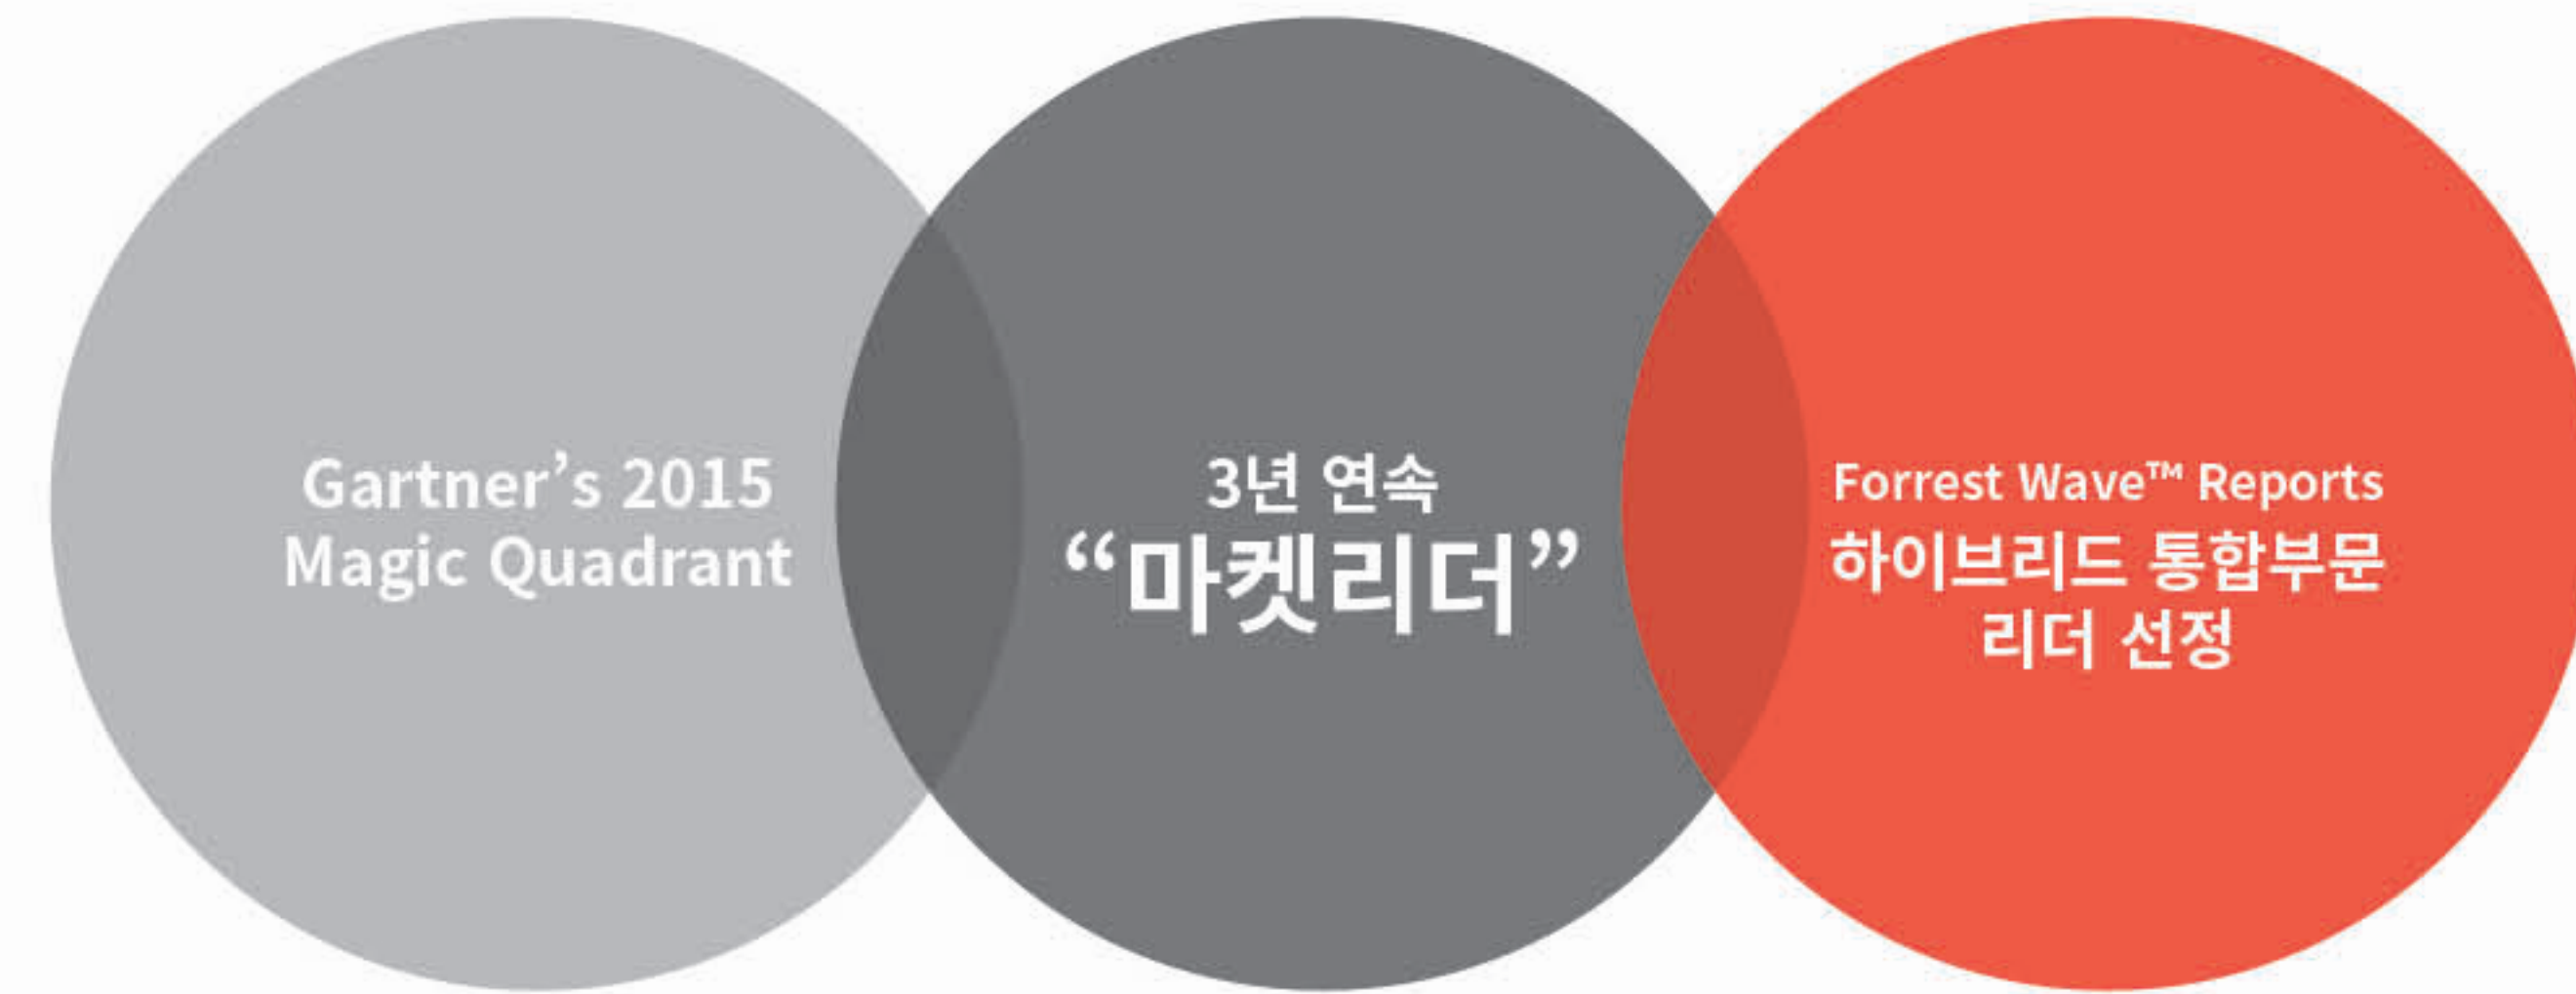 Gartner’s 2015
Magic Quadrant
3년 연속
“마켓리더”
Forrest Wave™ Reports
하이브리드 통합부문
리더 선정